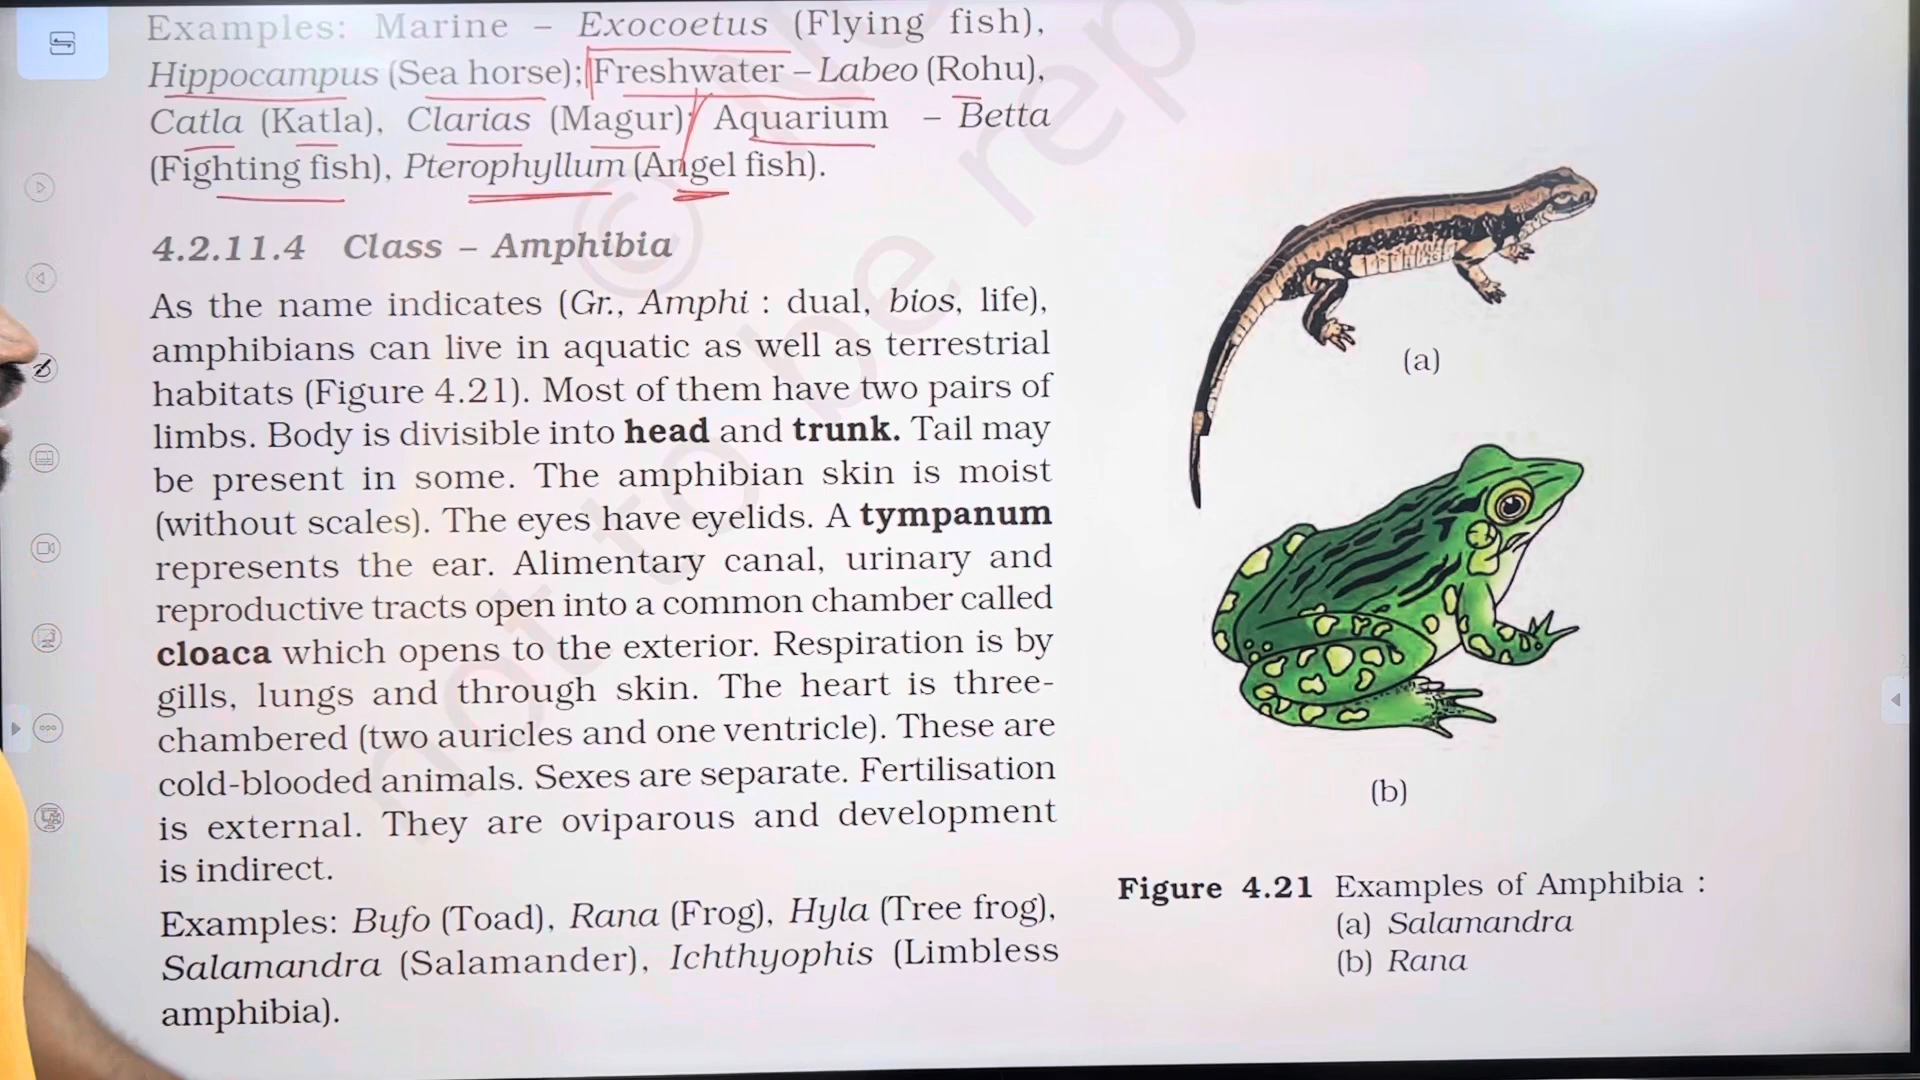 Examples: Marine – Exocoetus (Flying fish),
Hippocampus (Sea horse); Freshwater – Labeo (Rohu),
Catla (Katla), Clarias (Magur); Aquarium – Betta
(Fighting fish), Pterophyllum (Angel fish).
4.2.11.4 Class – Amphibia
As the name indicates (Gr., Amphi : dual, bios, life),
amphibians can live in aquatic as well as terrestrial
habitats (Figure 4.21). Most of them have two pairs of
limbs. Body is divisible into head and trunk. Tail may
be present in some. The amphibian skin is moist
(without scales). The eyes have eyelids. A tympanum
represents the ear. Alimentary canal, urinary and
reproductive tracts open into a common chamber called
cloaca which opens to the exterior. Respiration is by
gills, lungs and through skin. The heart is three-
chambered (two auricles and one ventricle). These are
cold-blooded animals. Sexes are separate. Fertilisation
is external. They are oviparous and development
is indirect.
Examples: Bufo (Toad), Rana (Frog), Hyla (Tree frog),
Salamandra (Salamander), Ichthyophis (Limbless
amphibia).
(a)
(b)
Figure 4.21 Examples of Amphibia :
(a) Salamandra
(b) Rana
not to be rep